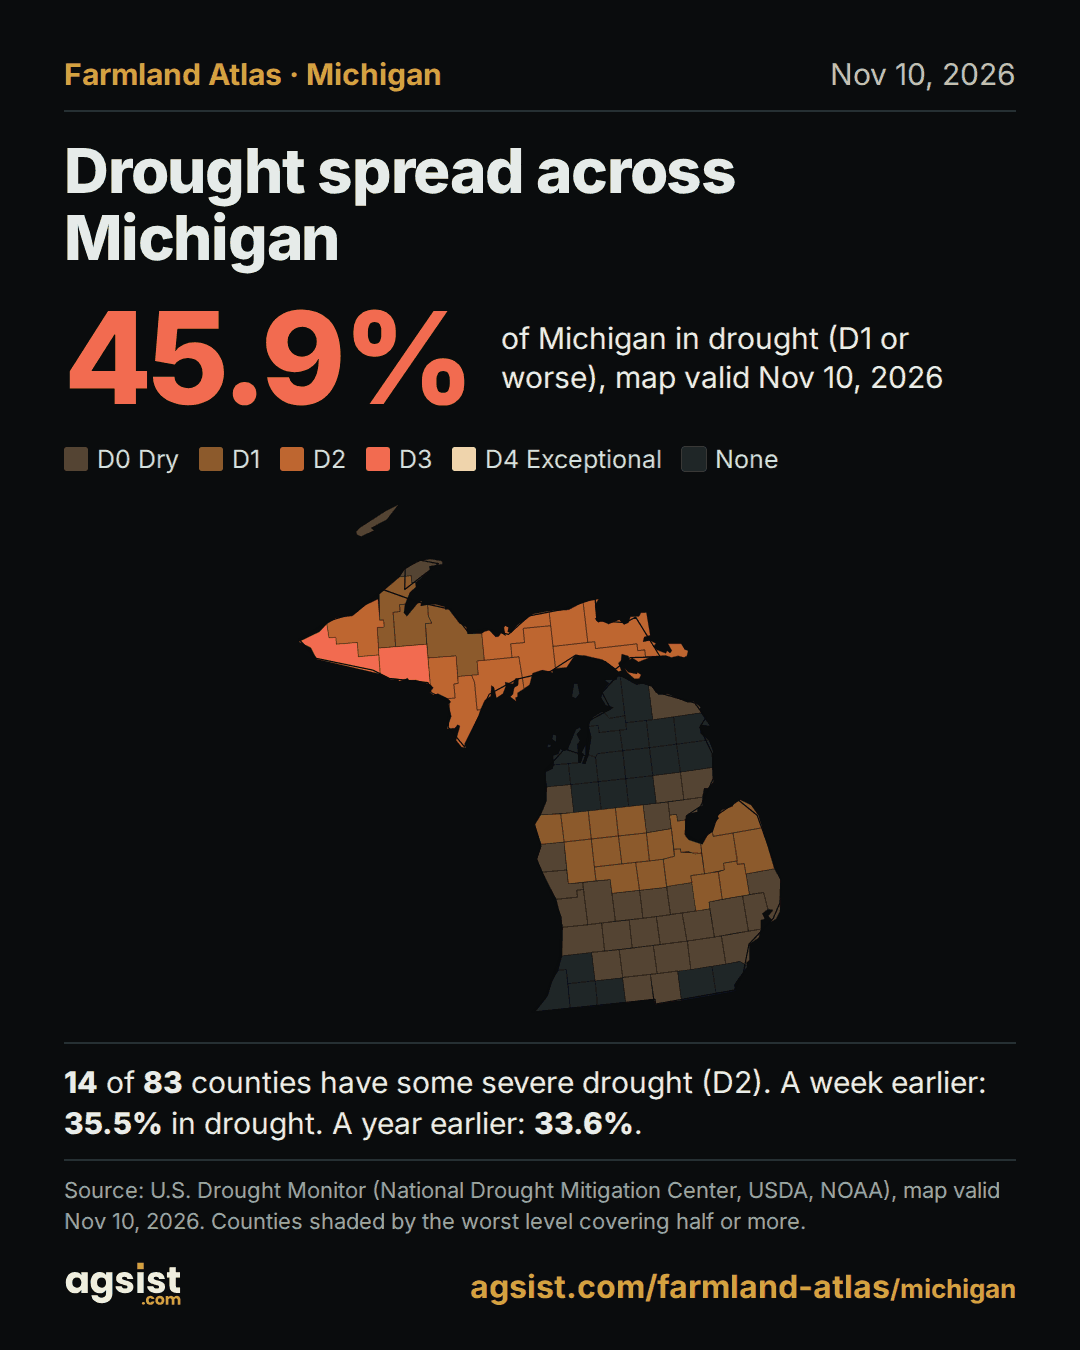 Farmland Atlas · Michigan
Nov 10, 2026
Drought spread across
Michigan
45.9%
of Michigan in drought (D1 or
worse), map valid Nov 10, 2026
D0 Dry D1 D2 D3 D4 Exceptional None
14 of 83 counties have some severe drought (D2). A week earlier:
35.5% in drought. A year earlier: 33.6%.
Source: U.S. Drought Monitor (National Drought Mitigation Center, USDA, NOAA), map valid
Nov 10, 2026. Counties shaded by the worst level covering half or more.
agsist
.com
agsist.com/farmland-atlas/michigan